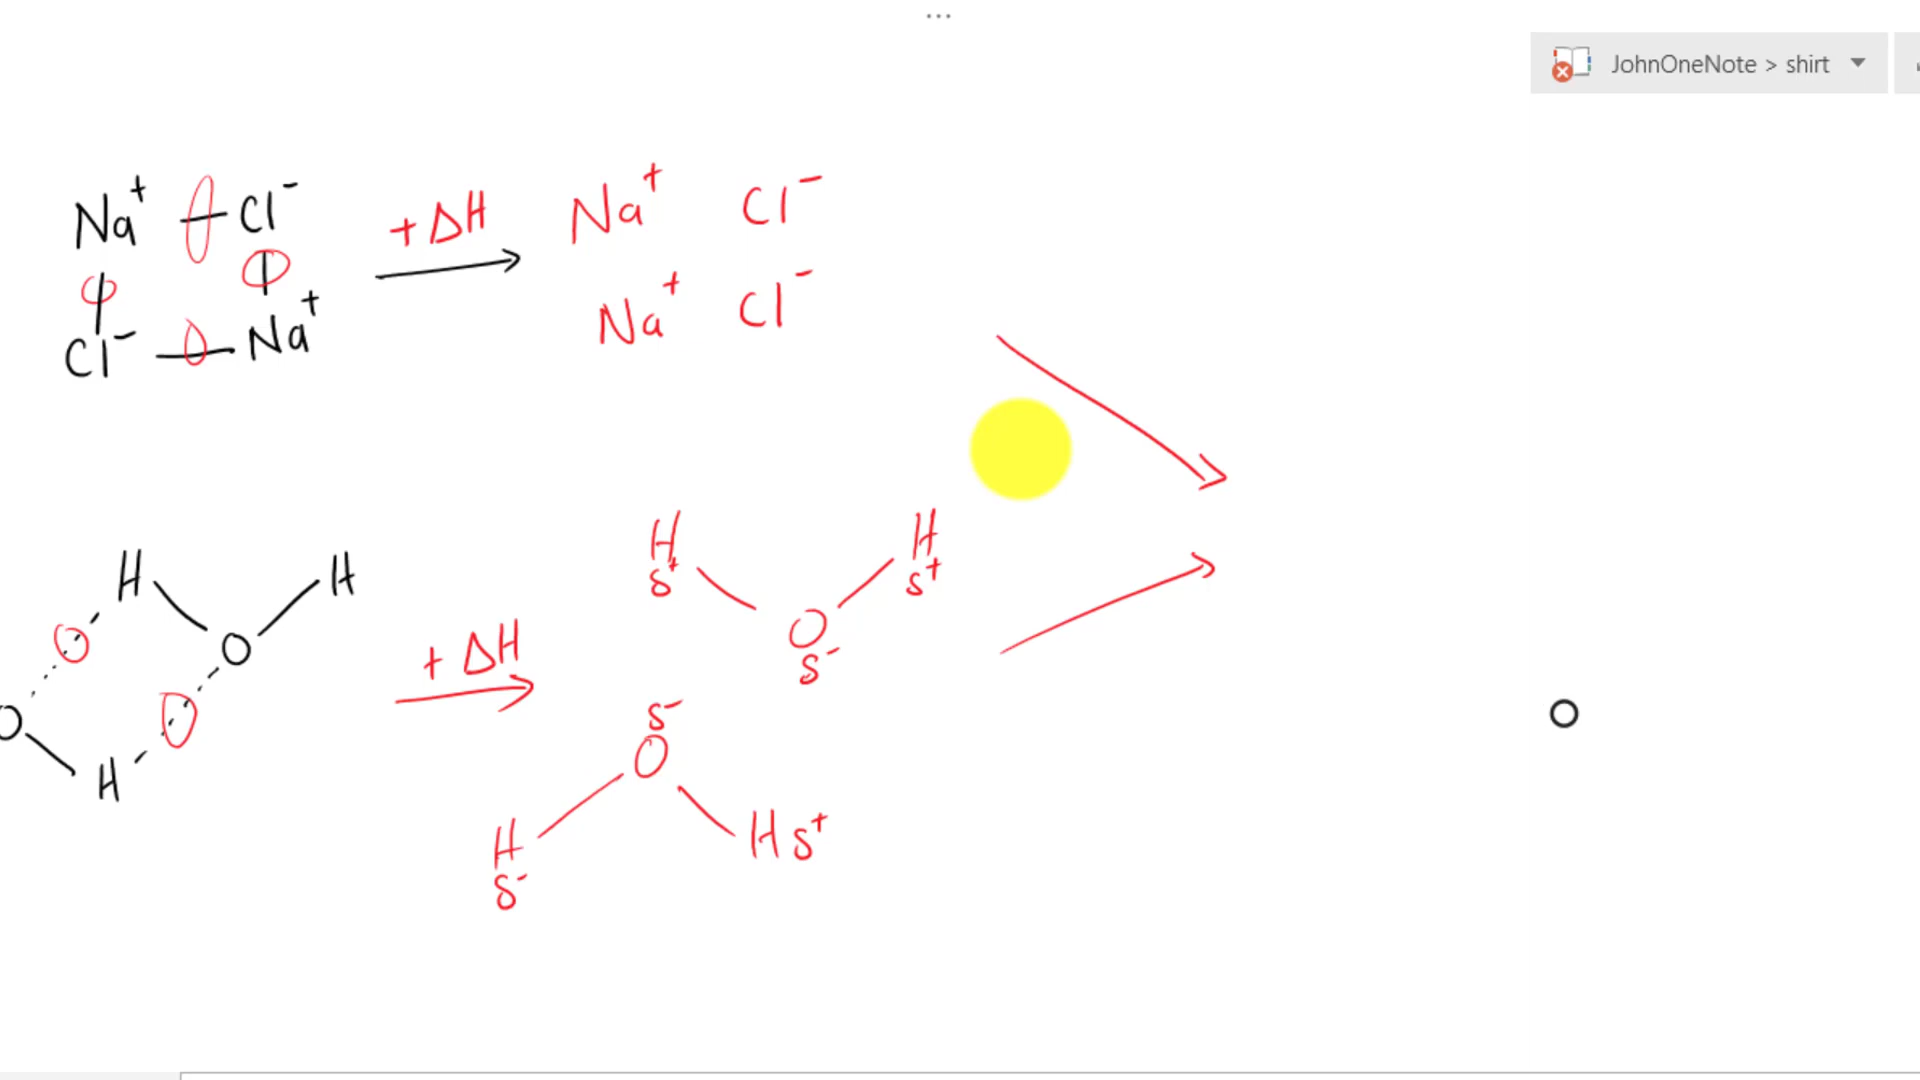 ...
JohnOneNote > shirt
Na⁺ — Cl⁻ +ΔH Na⁺ Cl⁻
Cl⁻ — Na⁺ Na⁺ Cl⁻
H H H H
δ⁺ δ⁺
O +ΔH O
δ⁻
O δ⁻
H O
H H δ⁺
δ⁻
O